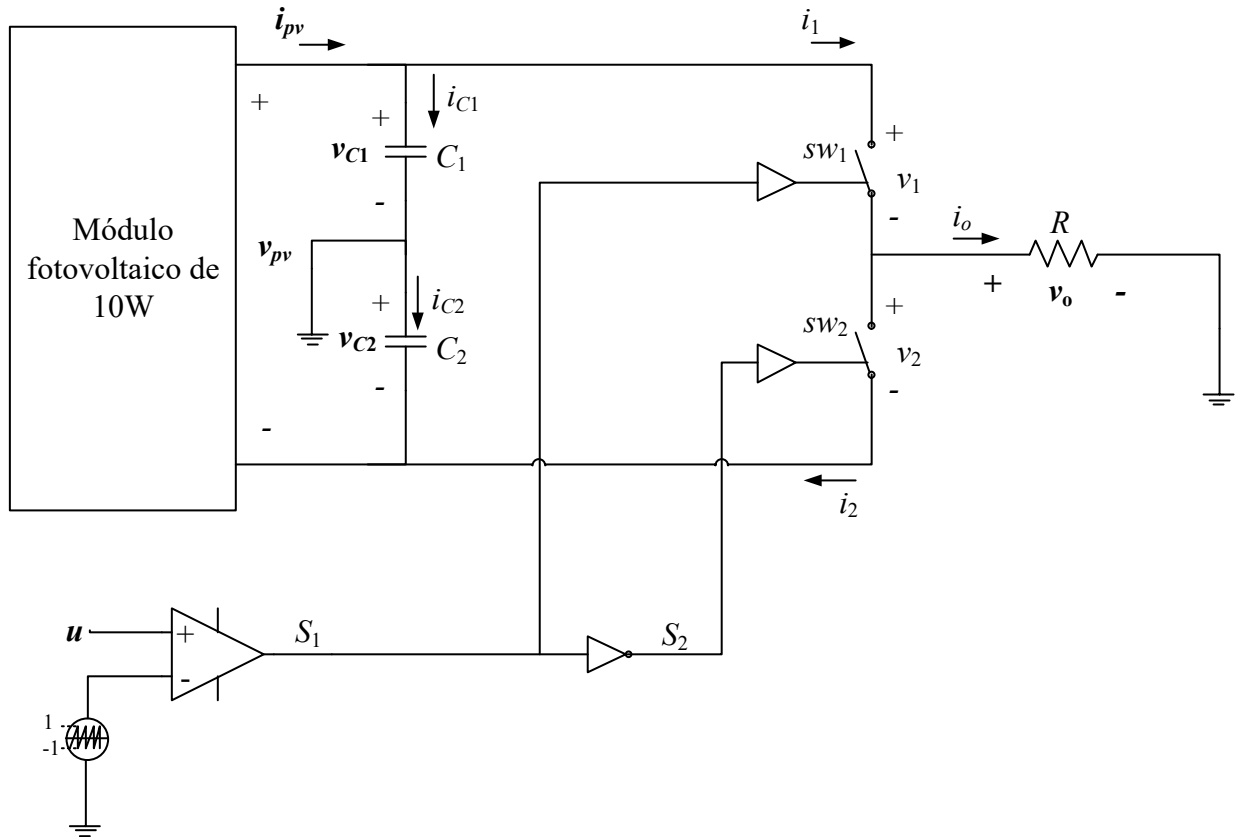 i_pv
i_1
+
i_C1
+
+
sw_1
v_C1
C_1
v_1
-
-
i_o
R
Módulo
fotovoltaico de
10W
v_pv
+
i_C2
+
v_o
-
+
sw_2
v_C2
C_2
v_2
-
-
-
i_2
u
+
S_1
S_2
-
1
-1